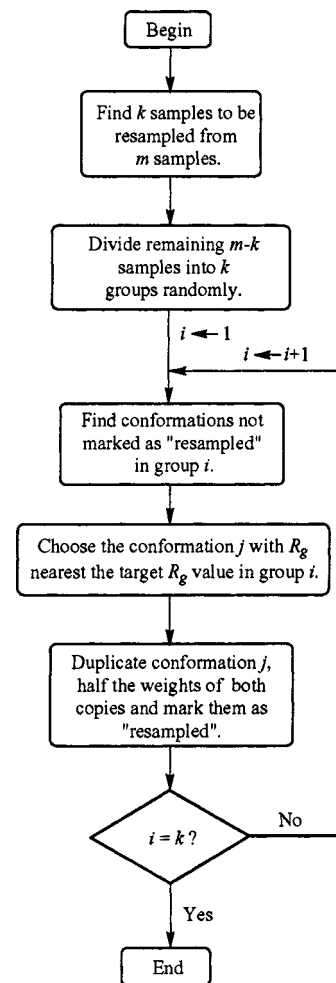 Begin
Find k samples to be
resampled from
m samples.
Divide remaining m-k
samples into k
groups randomly.
i ← 1
i ← i+1
Find conformations not
marked as "resampled"
in group i.
Choose the conformation j with Rg
nearest the target Rg value in group i.
Duplicate conformation j,
half the weights of both
copies and mark them as
"resampled".
i = k ?
No
Yes
End